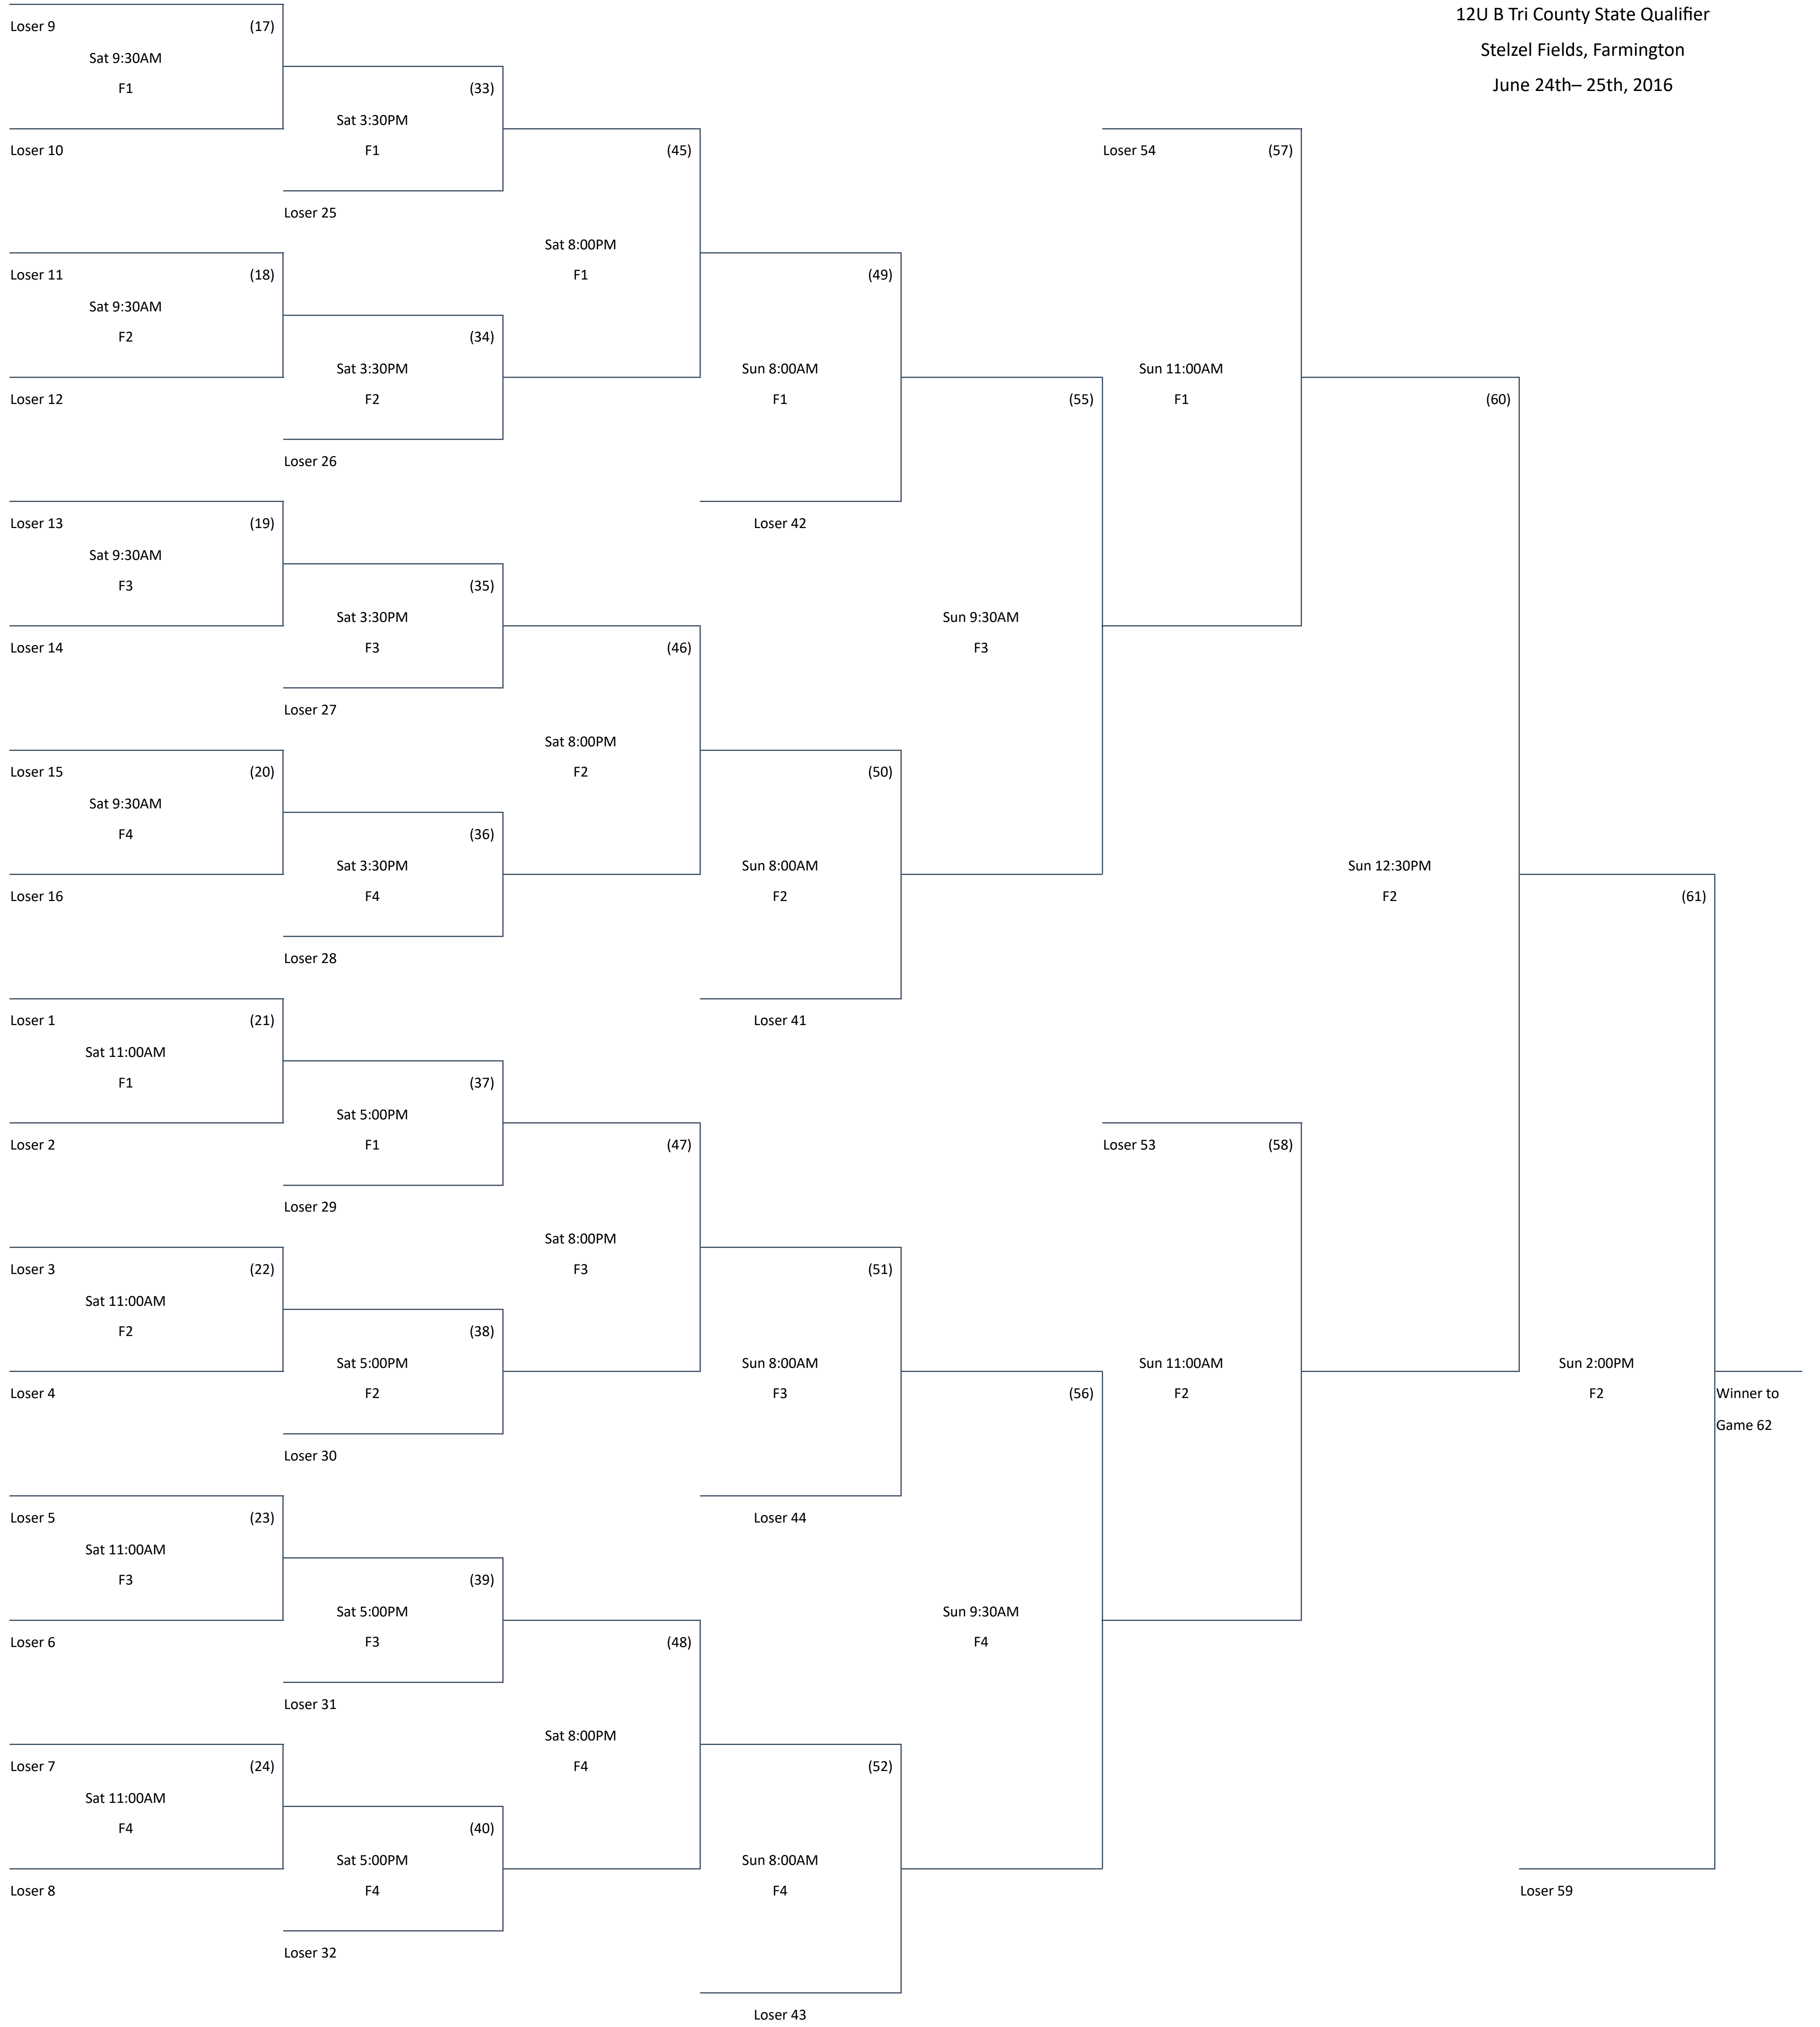 12U B Tri County State Qualifier
Stelzel Fields, Farmington
June 24th– 25th, 2016
Loser 9
(17)
Sat 9:30AM
F1
Loser 10
Loser 11
(18)
Sat 9:30AM
F2
Loser 12
Loser 13
(19)
Sat 9:30AM
F3
Loser 14
Loser 15
(20)
Sat 9:30AM
F4
Loser 16
Loser 1
(21)
Sat 11:00AM
F1
Loser 2
Loser 3
(22)
Sat 11:00AM
F2
Loser 4
Loser 5
(23)
Sat 11:00AM
F3
Loser 6
Loser 7
(24)
Sat 11:00AM
F4
Loser 8
(33)
Sat 3:30PM
F1
Loser 25
(34)
Sat 3:30PM
F2
Loser 26
(35)
Sat 3:30PM
F3
Loser 27
(36)
Sat 3:30PM
F4
Loser 28
(37)
Sat 5:00PM
F1
Loser 29
(38)
Sat 5:00PM
F2
Loser 30
(39)
Sat 5:00PM
F3
Loser 31
(40)
Sat 5:00PM
F4
Loser 32
(45)
Sat 8:00PM
F1
(46)
Sat 8:00PM
F2
(47)
Sat 8:00PM
F3
(48)
Sat 8:00PM
F4
(49)
Sun 8:00AM
F1
Loser 42
(50)
Sun 8:00AM
F2
Loser 41
(51)
Sun 8:00AM
F3
Loser 44
(52)
Sun 8:00AM
F4
Loser 43
(55)
Sun 9:30AM
F3
(56)
Sun 9:30AM
F4
Loser 54
(57)
Sun 11:00AM
F1
Loser 53
(58)
Sun 11:00AM
F2
(60)
Sun 12:30PM
F2
(61)
Sun 2:00PM
F2
Loser 59
Winner to
Game 62